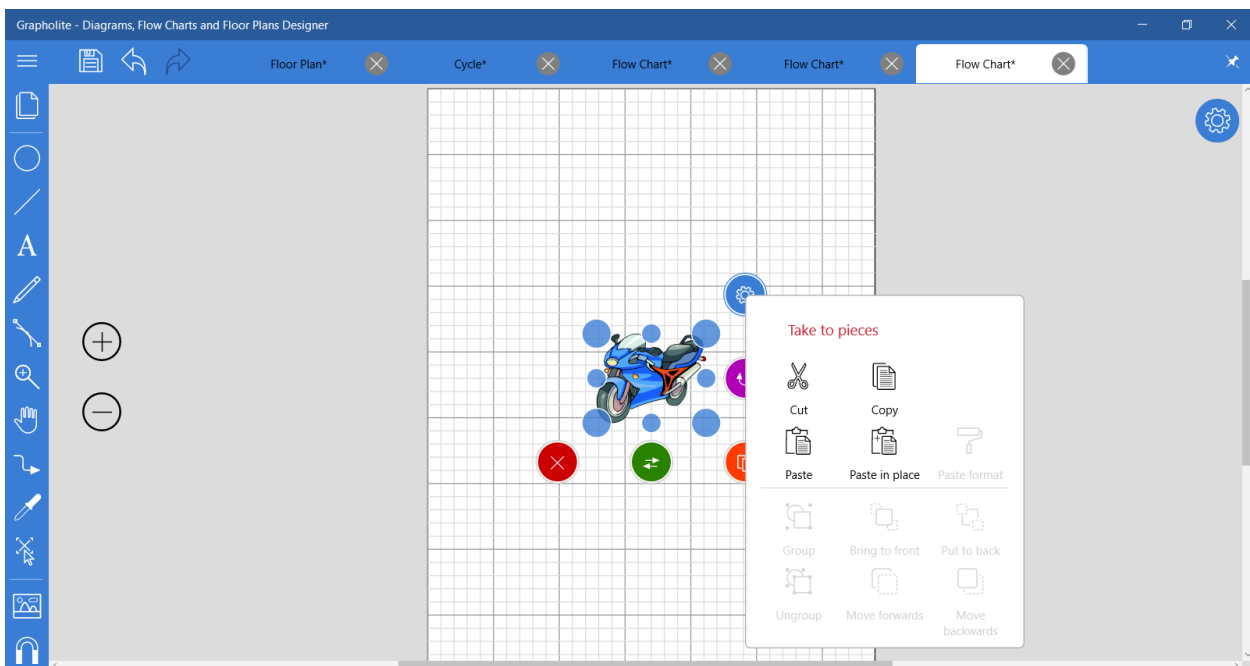 Grapholite - Diagrams, Flow Charts and Floor Plans Designer
Floor Plan*
Cycle*
Flow Chart*
Flow Chart*
Flow Chart*
A
Take to pieces
Cut
Copy
Paste
Paste in place
Paste format
Group
Bring to front
Put to back
Ungroup
Move forwards
Move
backwards